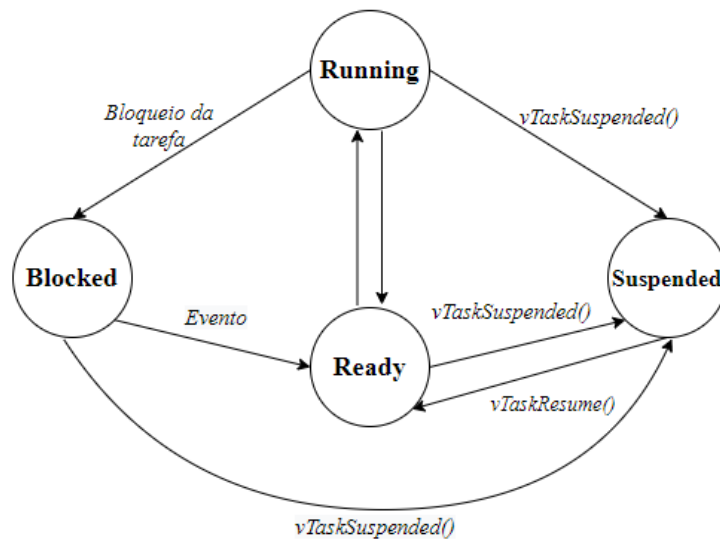 Running
Bloqueio da
tarefa
vTaskSuspended()
Blocked
Suspended
Evento
vTaskSuspended()
Ready
vTaskResume()
vTaskSuspended()